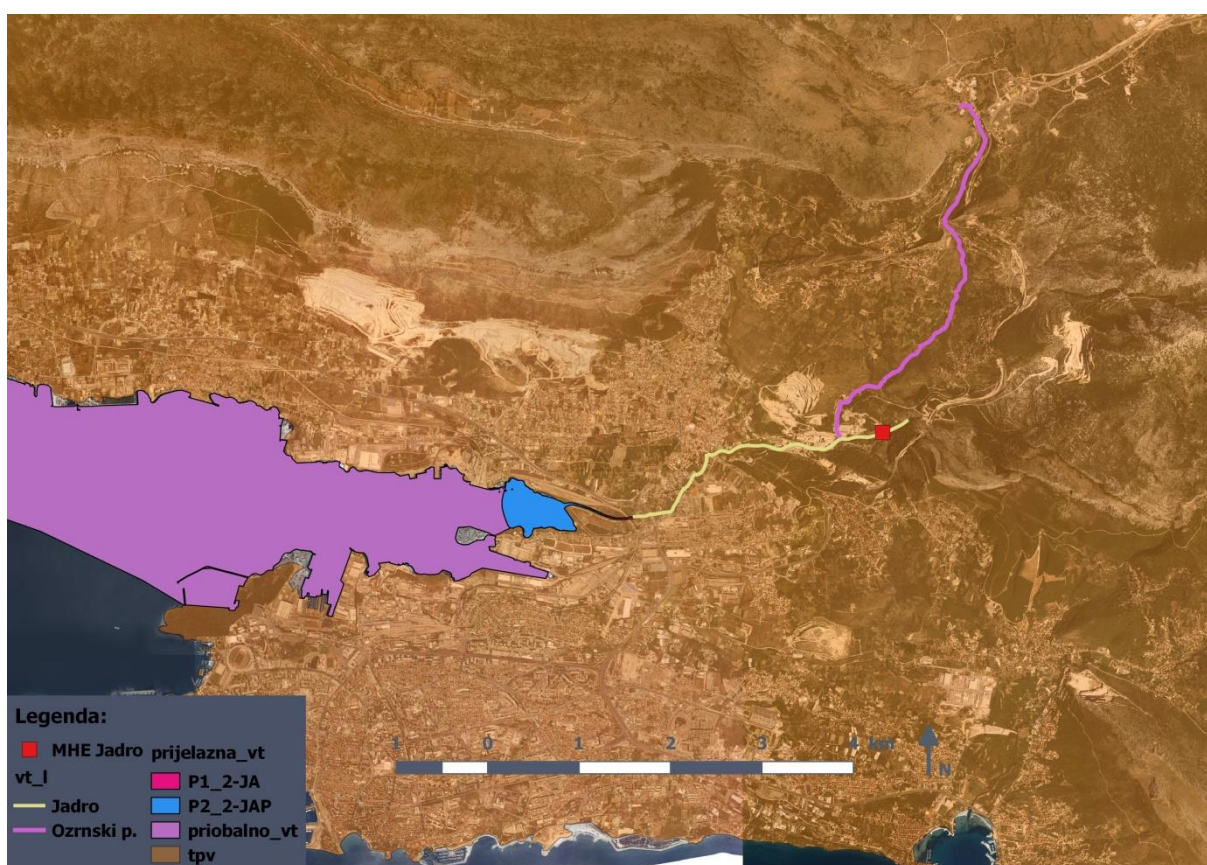 1 0 1 2 3 4 km
N
Legenda:
MHE Jadro
vt_l
Jadro
Ozrnski p.
prijelazna_vt
P1_2-JA
P2_2-JAP
priobalno_vt
tpv